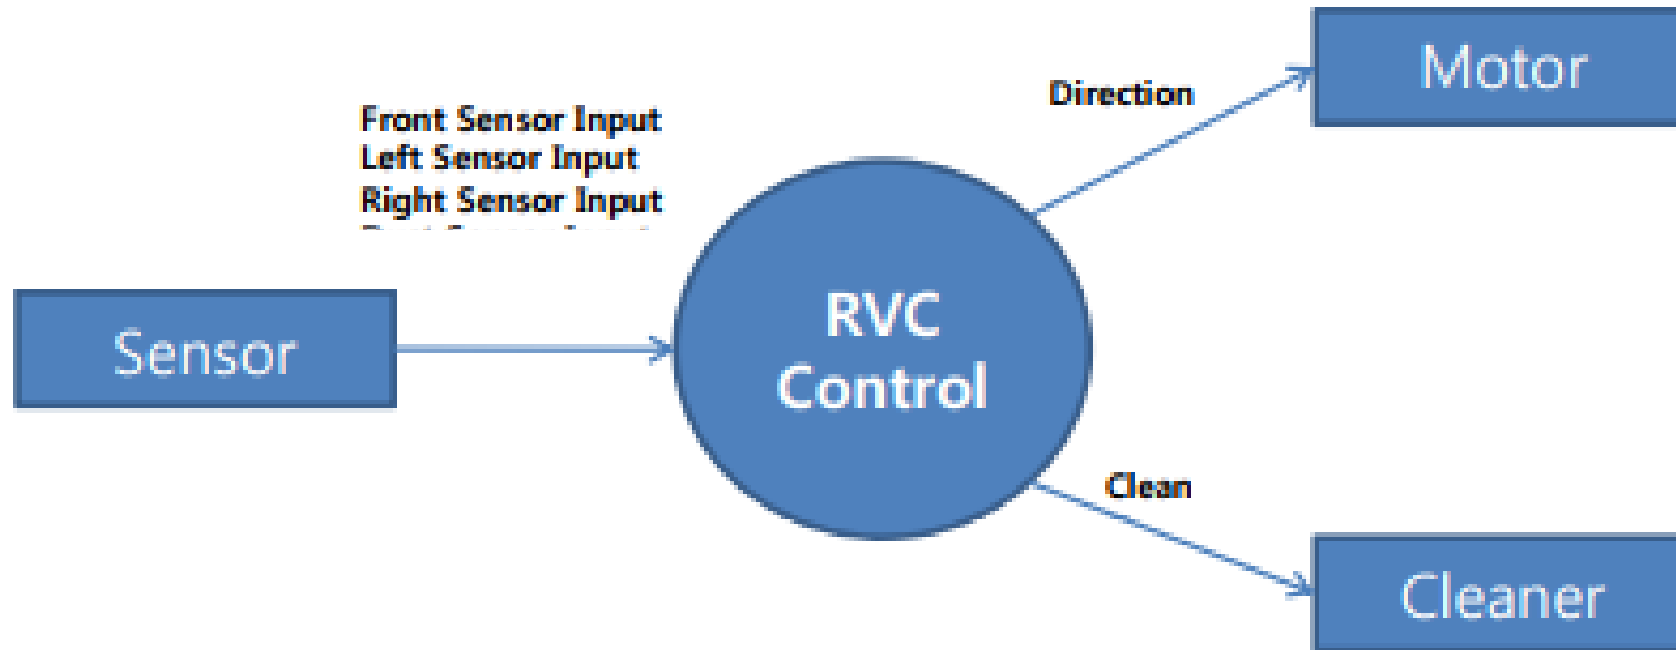 Front Sensor Input
Left Sensor Input
Right Sensor Input
Sensor
RVC
Control
Direction
Motor
Clean
Cleaner